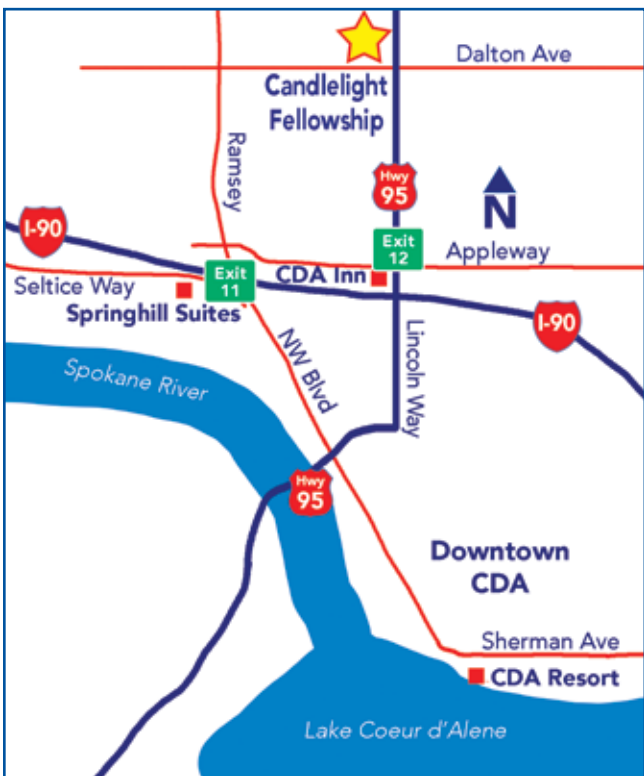 Dalton Ave
Candlelight
Fellowship
Ramsey
Hwy
95
N
I-90
Exit
12
Appleway
Exit
11
CDA Inn
Seltice Way
Springhill Suites
I-90
Lincoln Way
NW Blvd
Spokane River
Hwy
95
Downtown
CDA
Sherman Ave
CDA Resort
Lake Coeur d'Alene